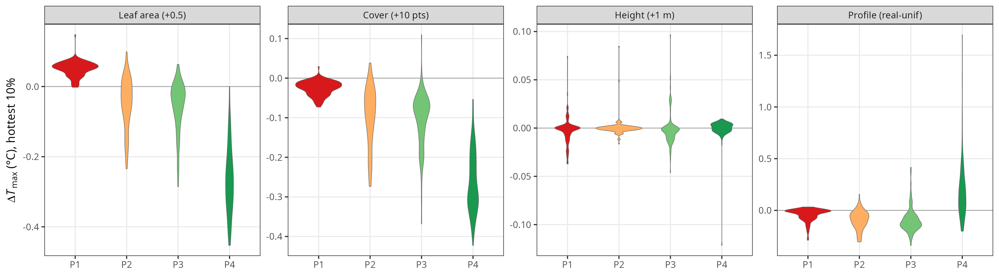 Leaf area (+0.5)
Cover (+10 pts)
Height (+1 m)
Profile (real-unif)
ΔTmax (°C), hottest 10%
0.0
-0.2
-0.4
0.1
0.0
-0.1
-0.2
-0.3
-0.4
0.10
0.05
0.00
-0.05
-0.10
1.5
1.0
0.5
0.0
P1 P2 P3 P4
P1 P2 P3 P4
P1 P2 P3 P4
P1 P2 P3 P4